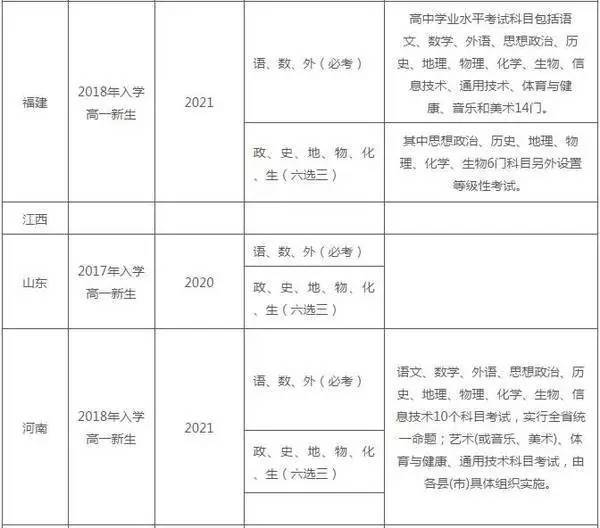 福建
2018年入学
高一新生
2021
语、数、外（必考）
高中学业水平考试科目包括语
文、数学、外语、思想政治、历
史、地理、物理、化学、生物、信
息技术、通用技术、体育与健
康、音乐和美术14门。
政、史、地、物、化
、生（六选三）
其中思想政治、历史、地理、物
理、化学、生物6门科目另外设置
等级性考试。
江西
山东
2017年入学
高一新生
2020
语、数、外（必考）
政、史、地、物、化
、生（六选三）
河南
2018年入学
高一新生
2021
语、数、外（必考）
政、史、地、物、化
、生（六选三）
语文、数学、外语、思想政治、历
史、地理、物理、化学、生物、信
息技术10个科目考试，实行全省统
一命题；艺术(或音乐、美术)、体
育与健康、通用技术科目考试，由
各县(市)具体组织实施。